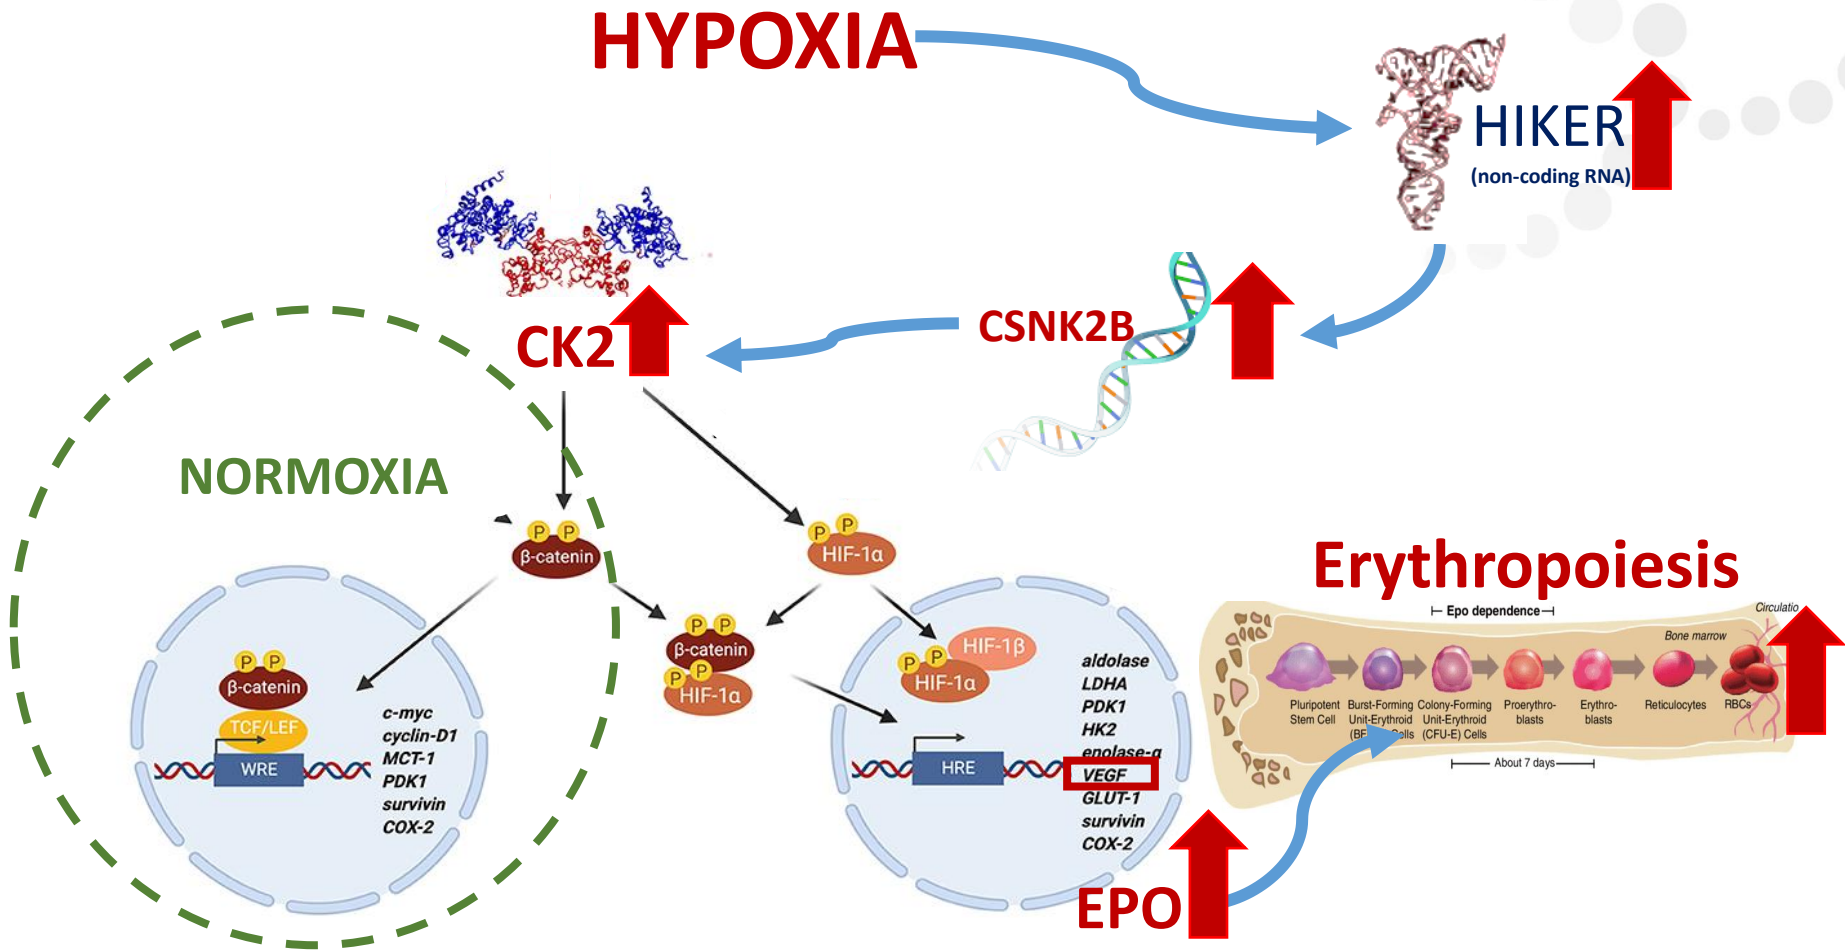 HYPOXIA
HIKER
(non-coding RNA)
CSNK2B
CK2
NORMOXIA
P P
β-catenin
P P
HIF-1α
P P
β-catenin
P P
HIF-1α
P P
β-catenin
TCF/LEF
WRE
c-myc
cyclin-D1
MCT-1
PDK1
survivin
COX-2
HIF-1β
P P
HIF-1α
HRE
aldolase
LDHA
PDK1
HK2
enolase-α
VEGF
GLUT-1
survivin
COX-2
EPO
Erythropoiesis
Epo dependence
Circulatio
Bone marrow
Pluripotent
Stem Cell
Burst-Forming
Unit-Erythroid
Cells
Colony-Forming
Unit-Erythroid
(CFU-E) Cells
Proerythro-
blasts
Erythro-
blasts
Reticulocytes
RBCs
About 7 days